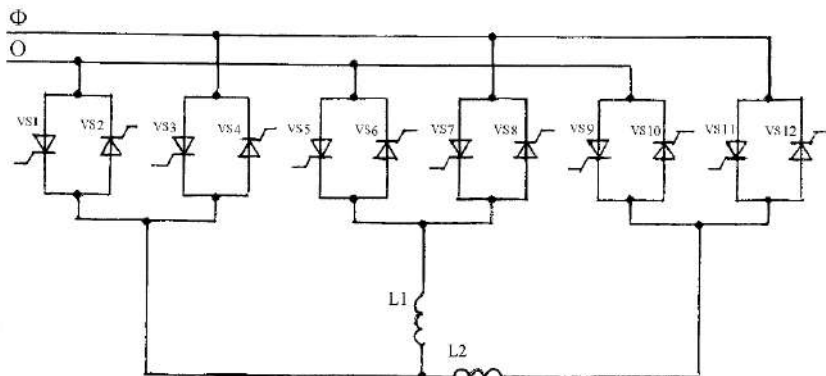 Ф
О
VS1 VS2 VS3 VS4 VS5 VS6 VS7 VS8 VS9 VS10 VS11 VS12
L1
L2